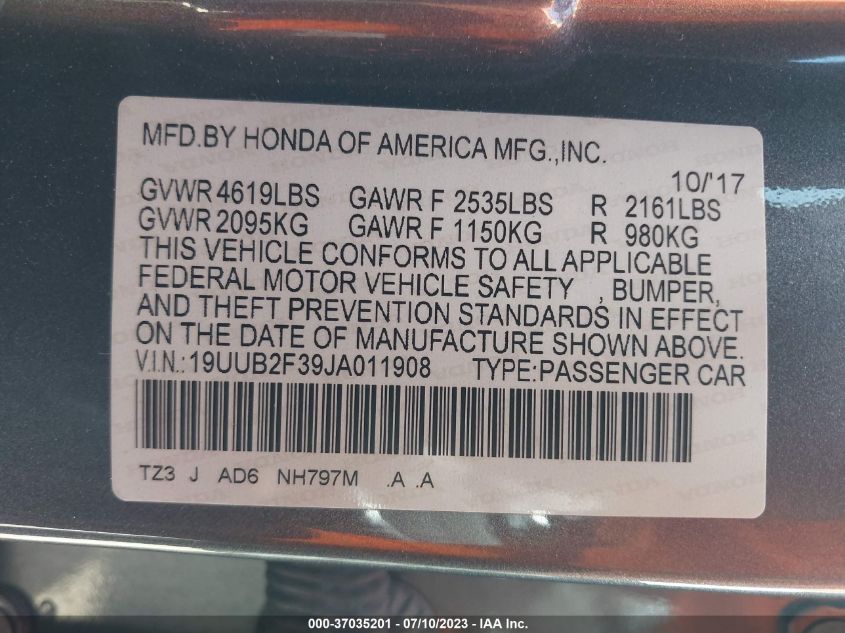 MFD.BY HONDA OF AMERICA MFG.,INC.
10/'17
GVWR 4619LBS GAWR F 2535LBS R 2161LBS
GVWR 2095KG GAWR F 1150KG R 980KG
THIS VEHICLE CONFORMS TO ALL APPLICABLE
FEDERAL MOTOR VEHICLE SAFETY , BUMPER,
AND THEFT PREVENTION STANDARDS IN EFFECT
ON THE DATE OF MANUFACTURE SHOWN ABOVE.
V.I.N.:19UUB2F39JA011908 TYPE:PASSENGER CAR
TZ3 J AD6 NH797M .A .A
000-37035201 - 07/10/2023 - IAA Inc.